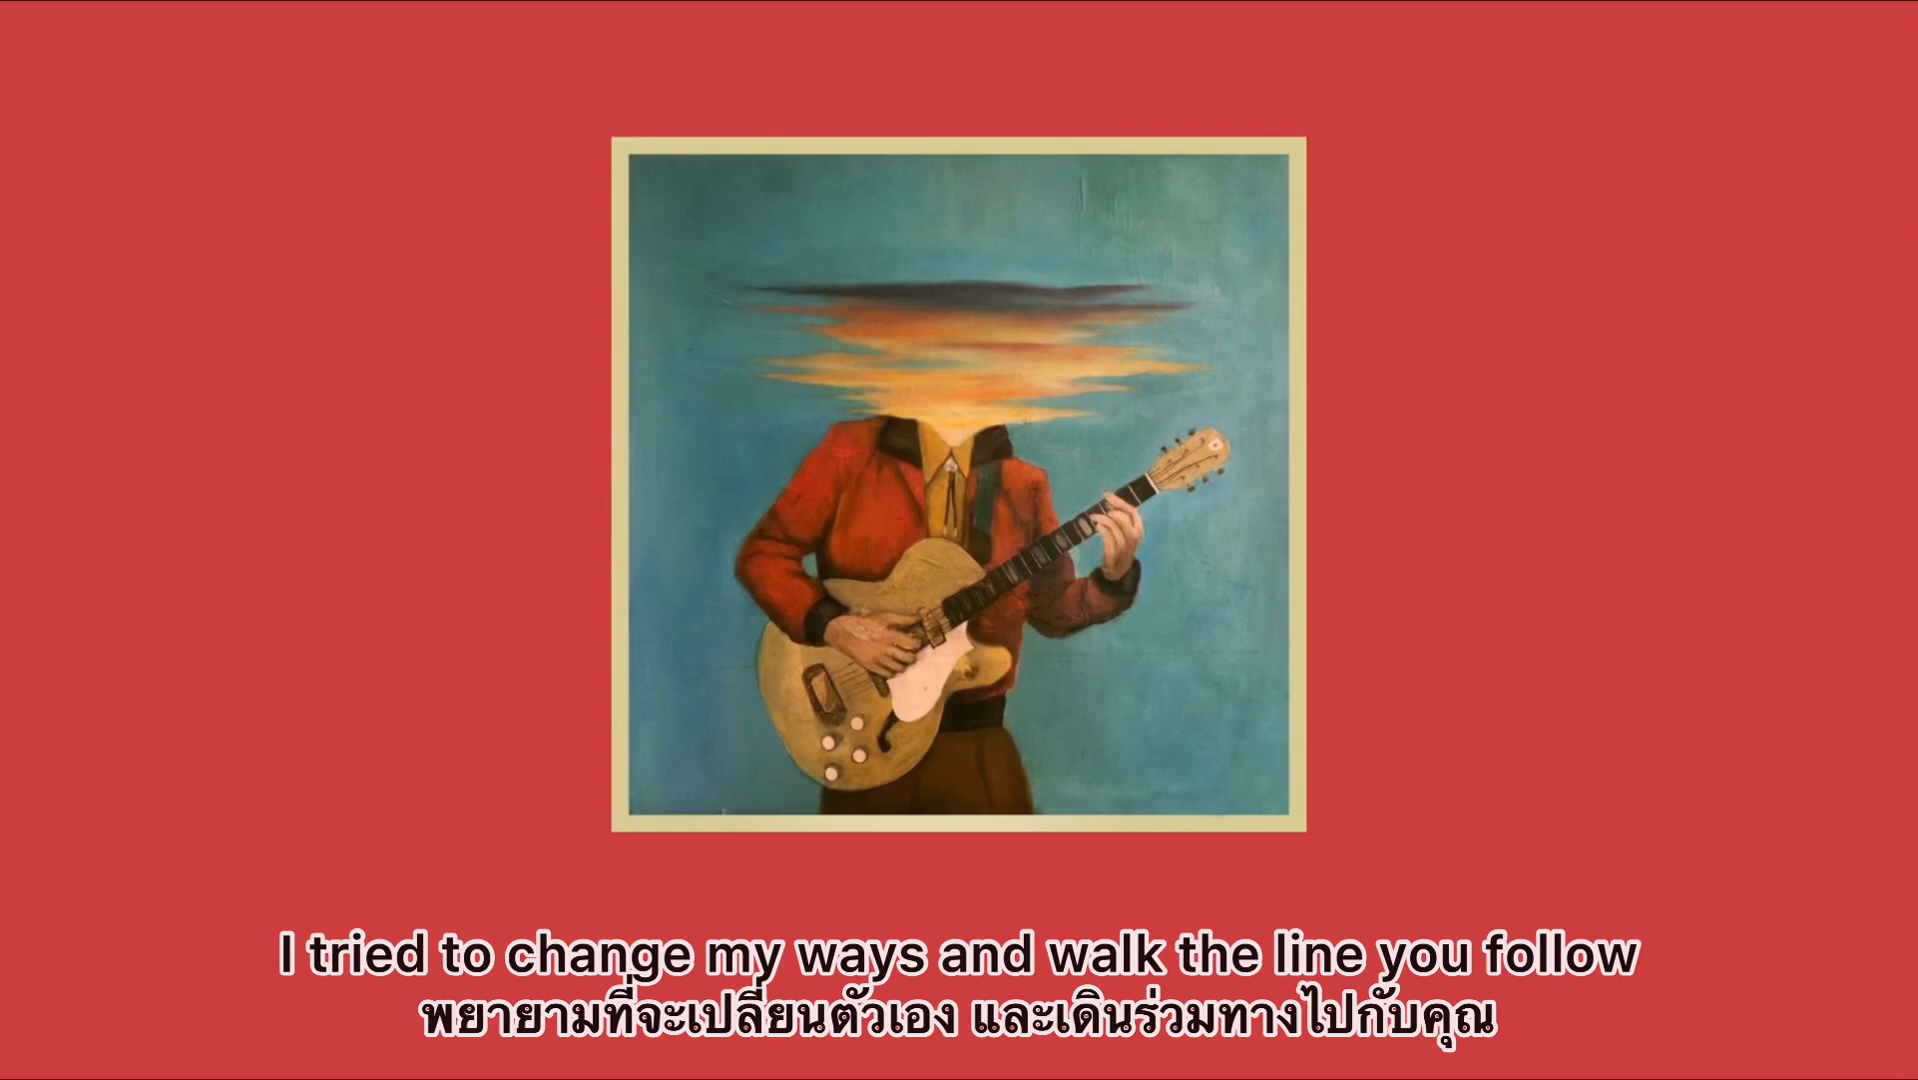 I tried to change my ways and walk the line you follow
พยายามที่จะเปลี่ยนตัวเอง และเดินร่วมทางไปกับคุณ